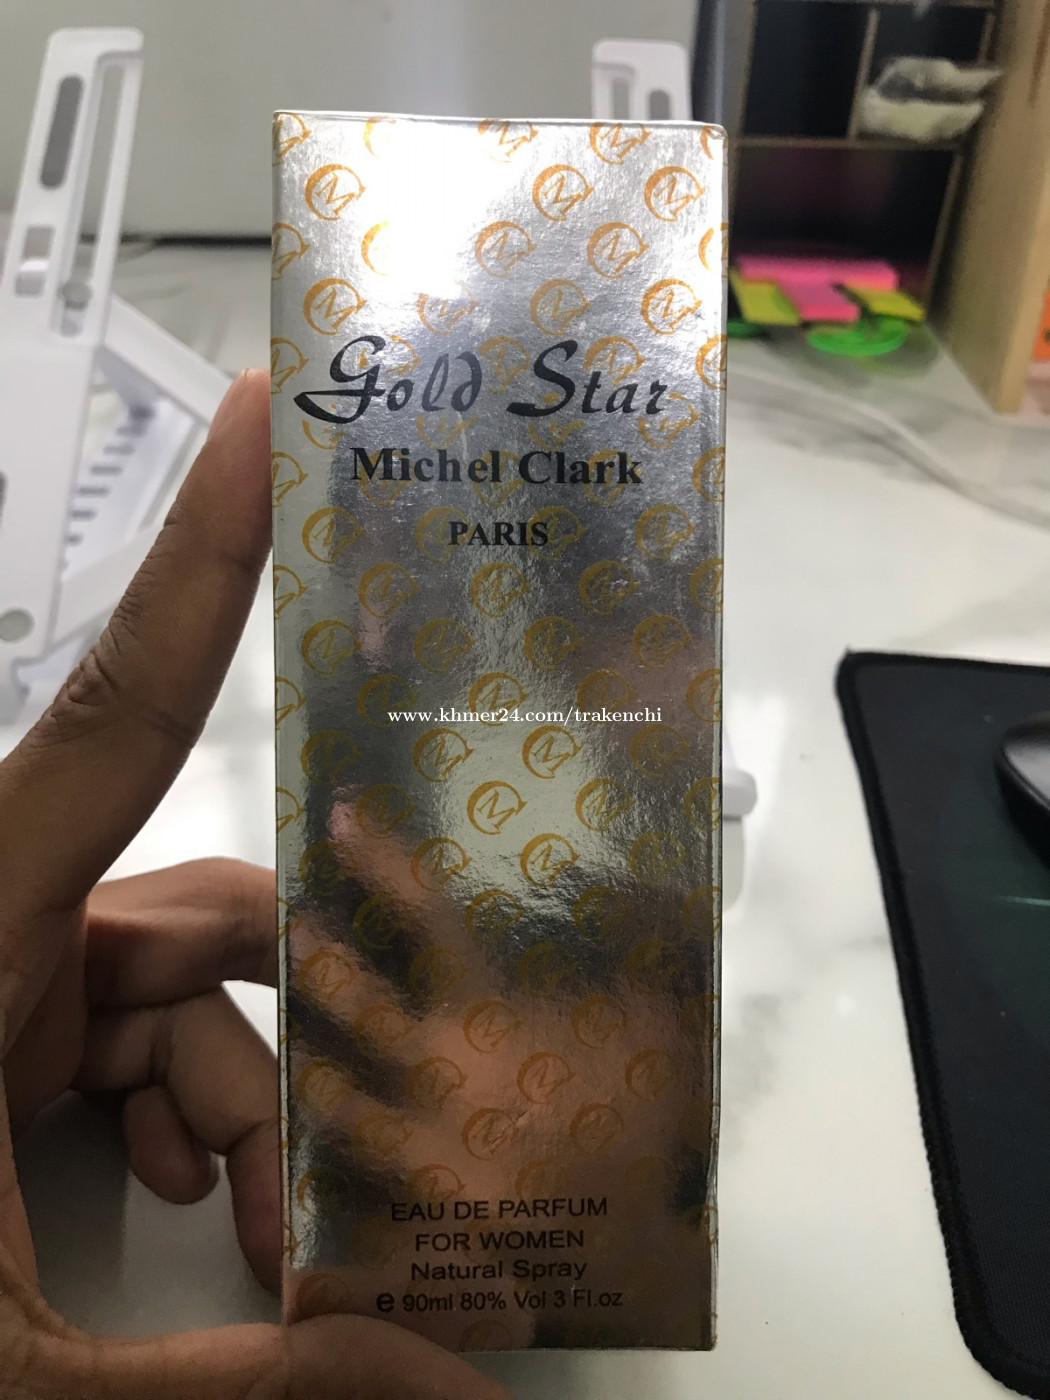 Gold Star
Michel Clark
PARIS
www.khmer24.com/trakenchi
EAU DE PARFUM
FOR WOMEN
Natural Spray
e 90ml 80% Vol 3 Fl.oz